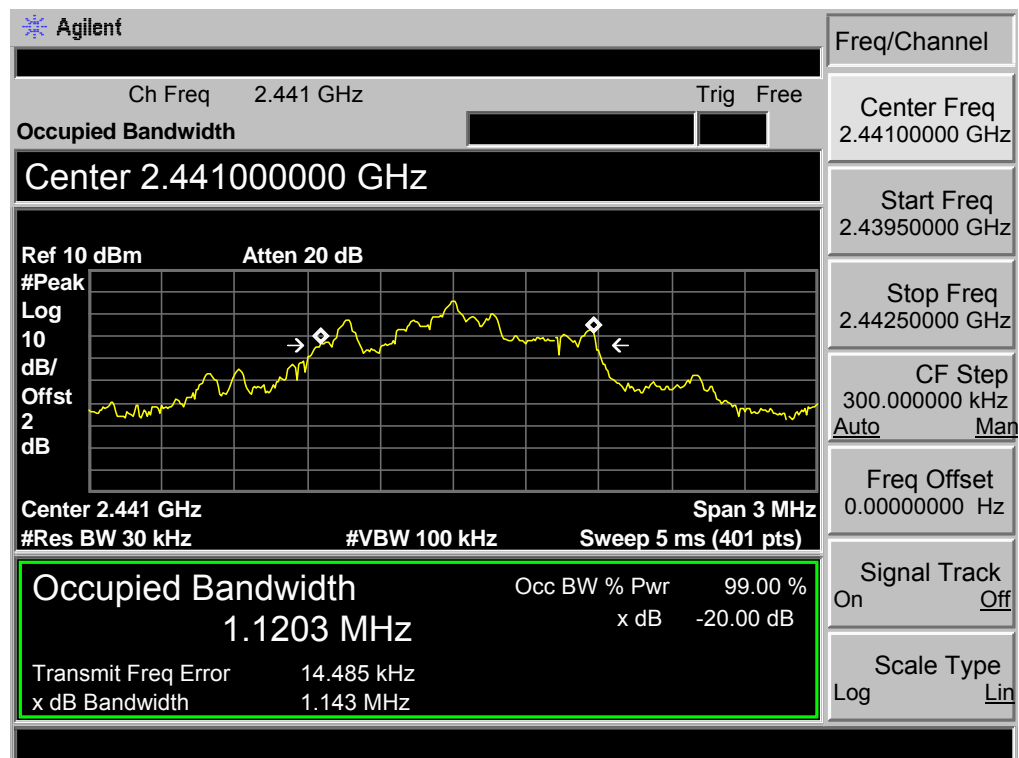 Agilent
Freq/Channel
Ch Freq 2.441 GHz Trig Free
Occupied Bandwidth
Center 2.441000000 GHz
Ref 10 dBm Atten 20 dB
#Peak
Log
10
dB/
Offst
2
dB
Center 2.441 GHz Span 3 MHz
#Res BW 30 kHz #VBW 100 kHz Sweep 5 ms (401 pts)
Occupied Bandwidth
1.1203 MHz
Occ BW % Pwr 99.00 %
x dB -20.00 dB
Transmit Freq Error 14.485 kHz
x dB Bandwidth 1.143 MHz
Center Freq
2.44100000 GHz
Start Freq
2.43950000 GHz
Stop Freq
2.44250000 GHz
CF Step
300.000000 kHz
Auto Man
Freq Offset
0.00000000 Hz
Signal Track
On Off
Scale Type
Log Lin